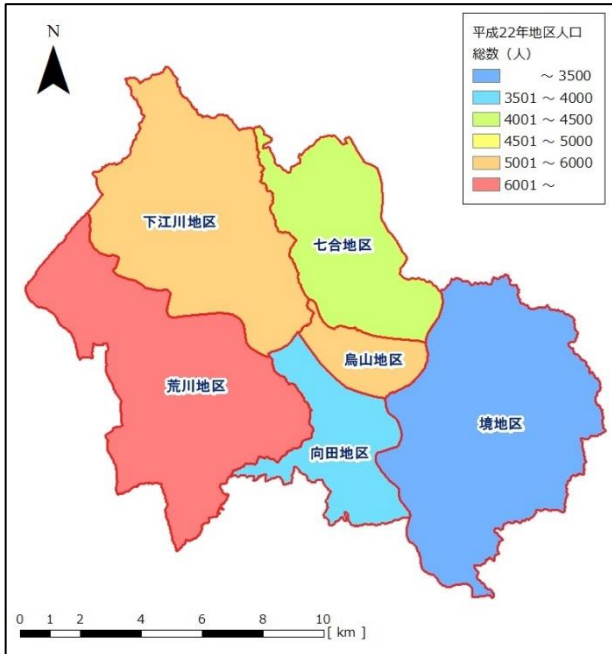 N
平成22年地区人口
総数（人）
～ 3500
3501 ～ 4000
4001 ～ 4500
4501 ～ 5000
5001 ～ 6000
6001 ～
下江川地区
七合地区
烏山地区
荒川地区
境地区
向田地区
0 1 2 4 6 8 10
[ km ]